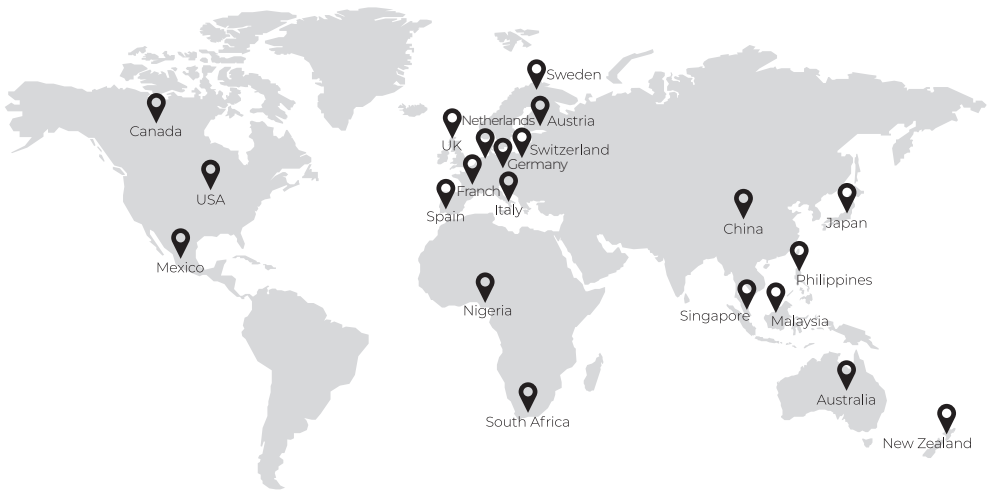 Sweden
Canada
Netherlands
Austria
UK
Switzerland
Germany
USA
Franch
Italy
Spain
China
Japan
Mexico
Philippines
Nigeria
Singapore
Malaysia
Australia
South Africa
New Zealand